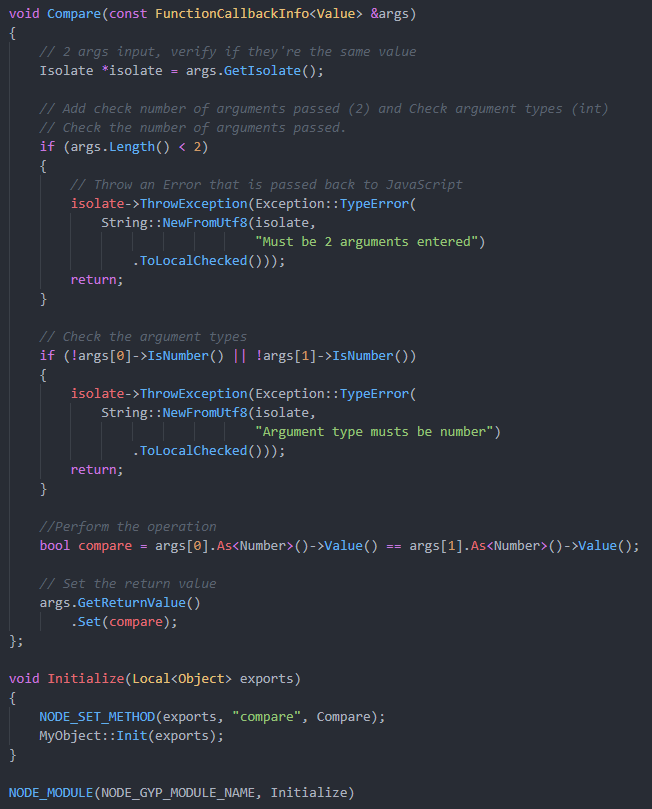 void Compare(const FunctionCallbackInfo<Value> &args)
{
    // 2 args input, verify if they're the same value
    Isolate *isolate = args.GetIsolate();

    // Add check number of arguments passed (2) and Check argument types (int)
    // Check the number of arguments passed.
    if (args.Length() < 2)
    {
        // Throw an Error that is passed back to JavaScript
        isolate->ThrowException(Exception::TypeError(
            String::NewFromUtf8(isolate,
                                "Must be 2 arguments entered")
                .ToLocalChecked()));
        return;
    }

    // Check the argument types
    if (!args[0]->IsNumber() || !args[1]->IsNumber())
    {
        isolate->ThrowException(Exception::TypeError(
            String::NewFromUtf8(isolate,
                                "Argument type musts be number")
                .ToLocalChecked()));
        return;
    }

    //Perform the operation
    bool compare = args[0].As<Number>()->Value() == args[1].As<Number>()->Value();

    // Set the return value
    args.GetReturnValue()
        .Set(compare);
};

void Initialize(Local<Object> exports)
{
    NODE_SET_METHOD(exports, "compare", Compare);
    MyObject::Init(exports);
}

NODE_MODULE(NODE_GYP_MODULE_NAME, Initialize)